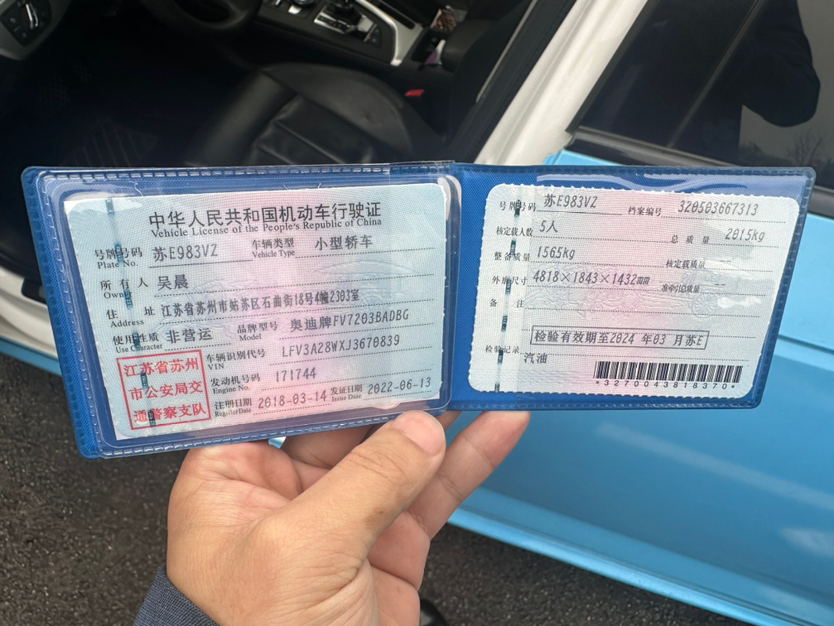 中华人民共和国机动车行驶证
Vehicle License of the People's Republic of China
号牌号码 苏E983VZ 车辆类型 小型轿车
Plate No. Vehicle Type
所有人 吴晨
Owner
住 址 江苏省苏州市姑苏区石曲街18号4幢2303室
Address
使用性质 非营运 品牌型号 奥迪牌FV7203BADBG
Use Character Model
江苏省苏州
市公安局交
通警察支队
车辆识别代号 LFV3A28WXJ3670839
VIN
发动机号码 171744
Engine No.
注册日期 2018-03-14 发证日期 2022-06-13
Register Date Issue Date
号牌号码 苏E983VZ 档案编号 320503667313
核定载人数 5人 总质量 2015kg
整备质量 1565kg 核定载质量 --
外廓尺寸 4818×1843×1432mm 准牵引总质量 --
备 注
检验有效期至2024年03月苏E
检验记录
汽油
*3270043818370*